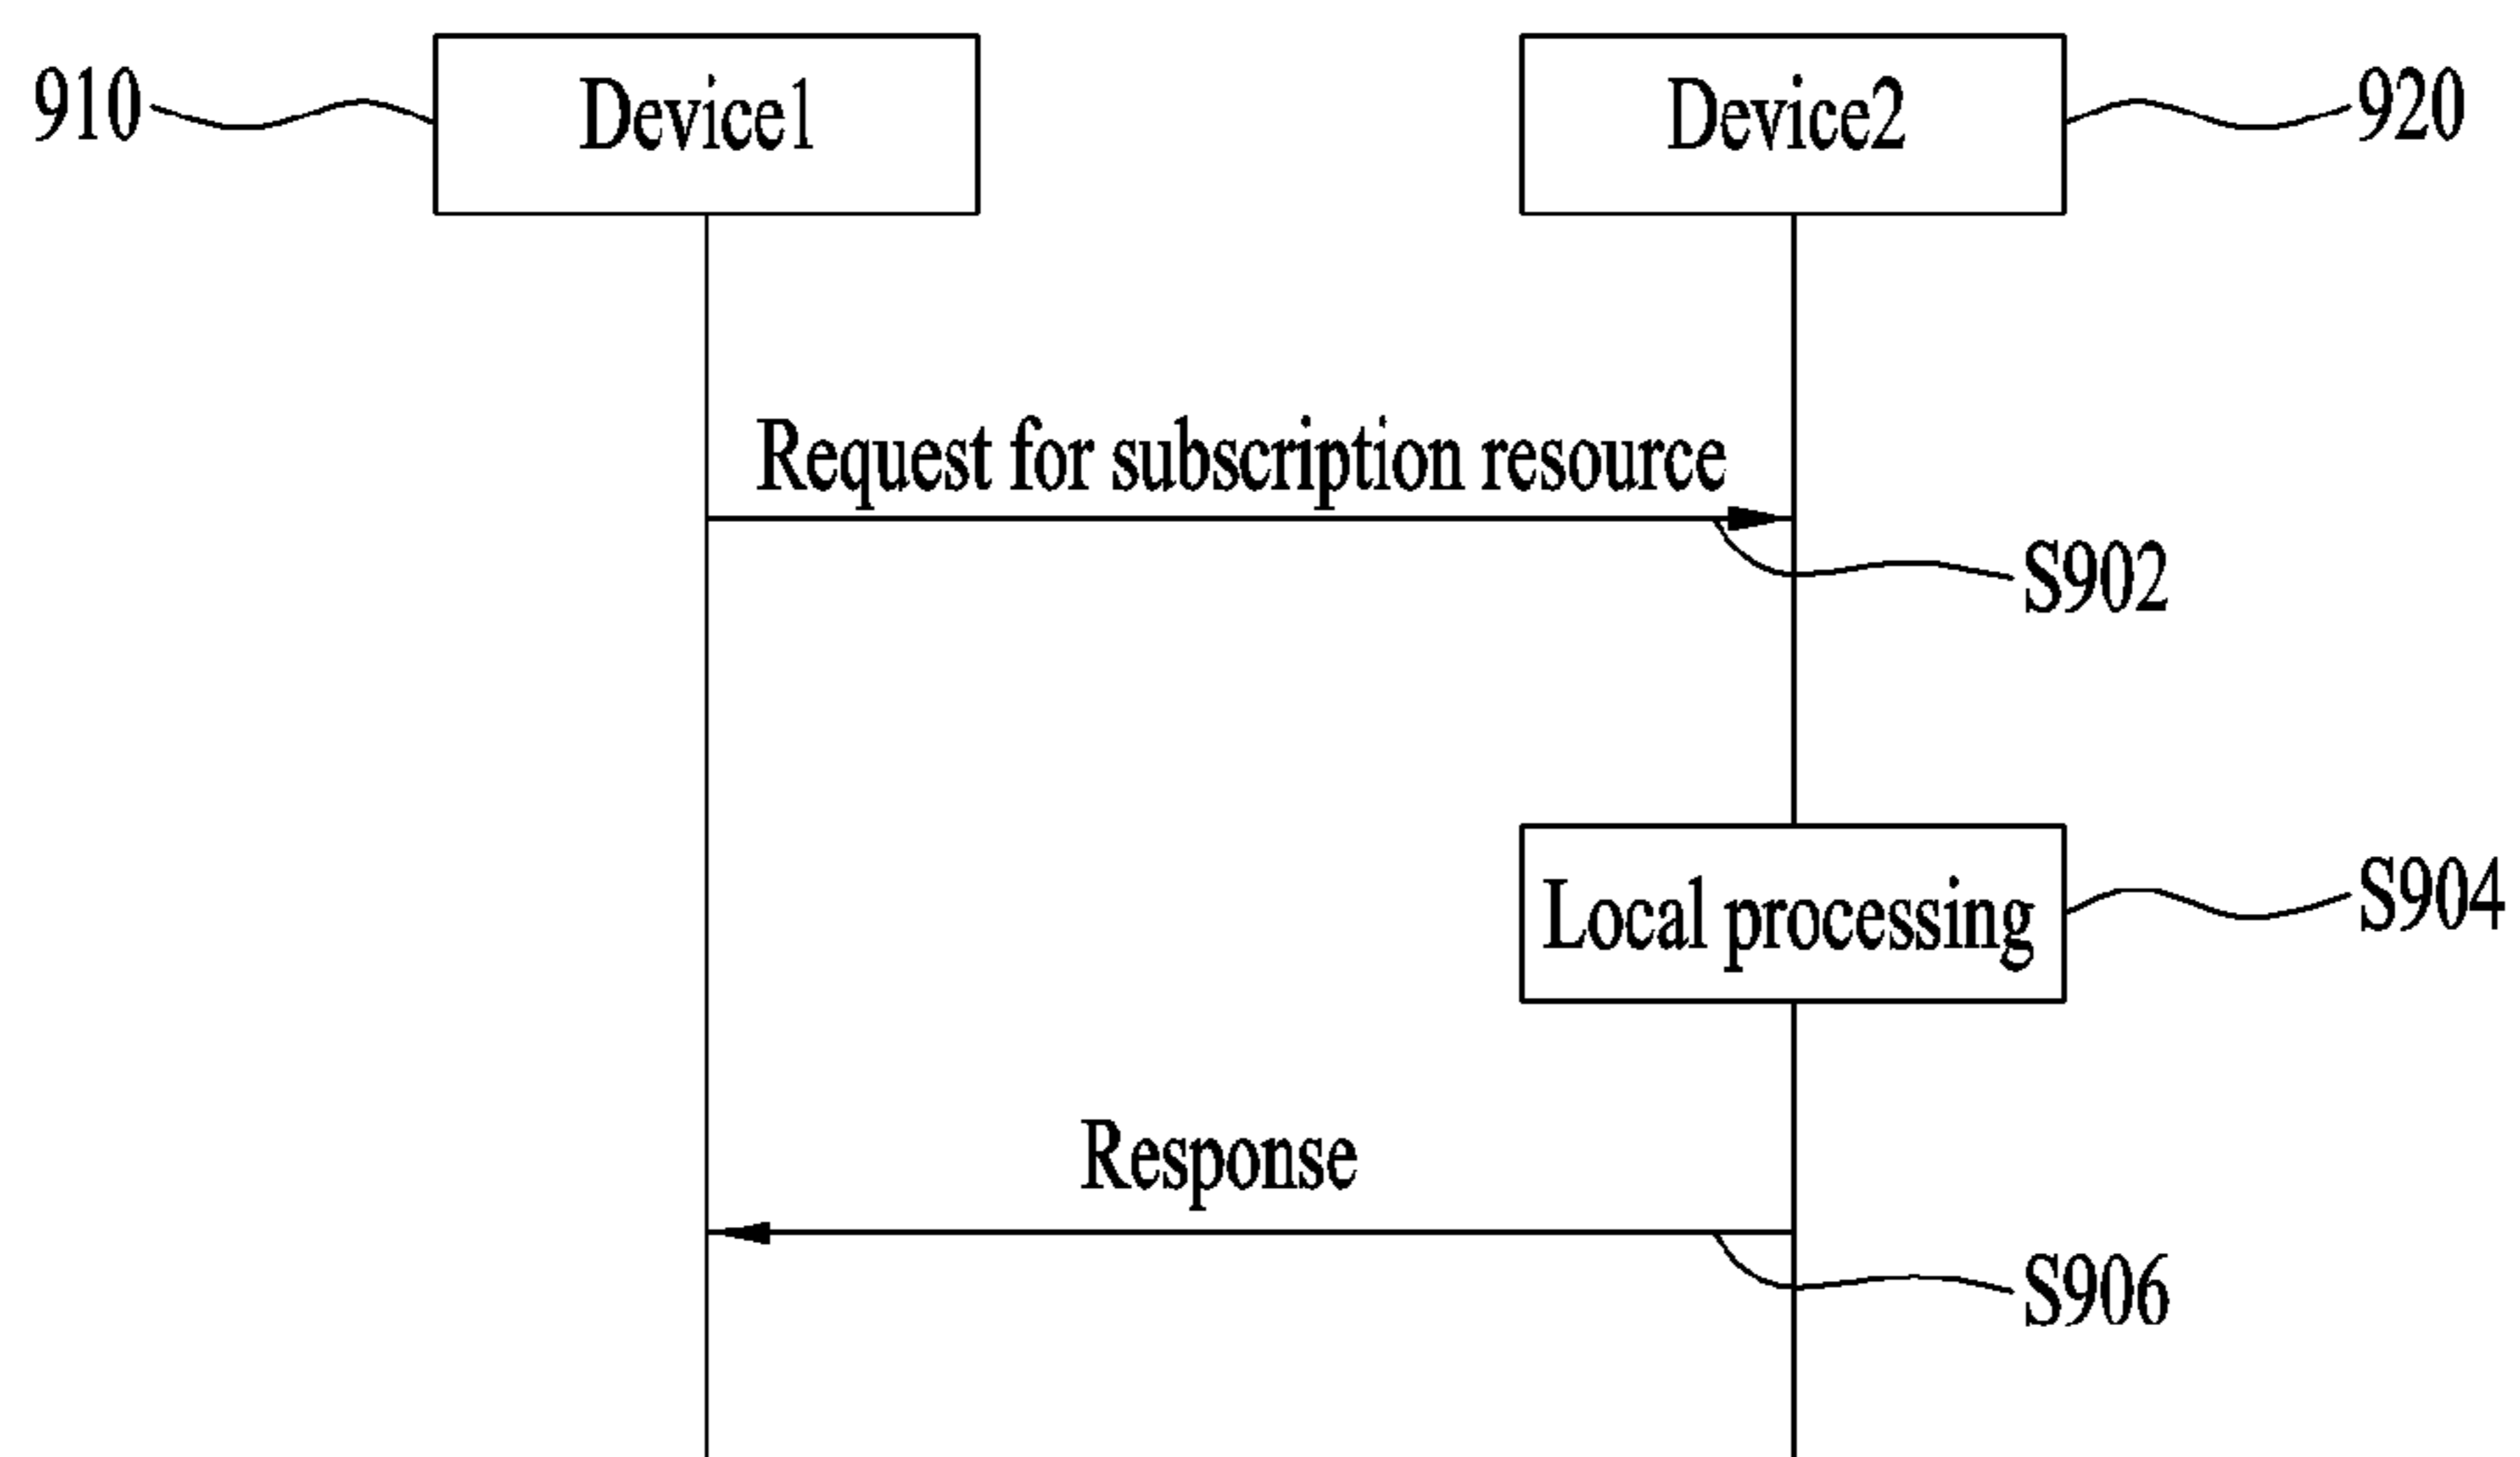 910
Device1
Device2
920
Request for subscription resource
S902
Local processing
S904
Response
S906